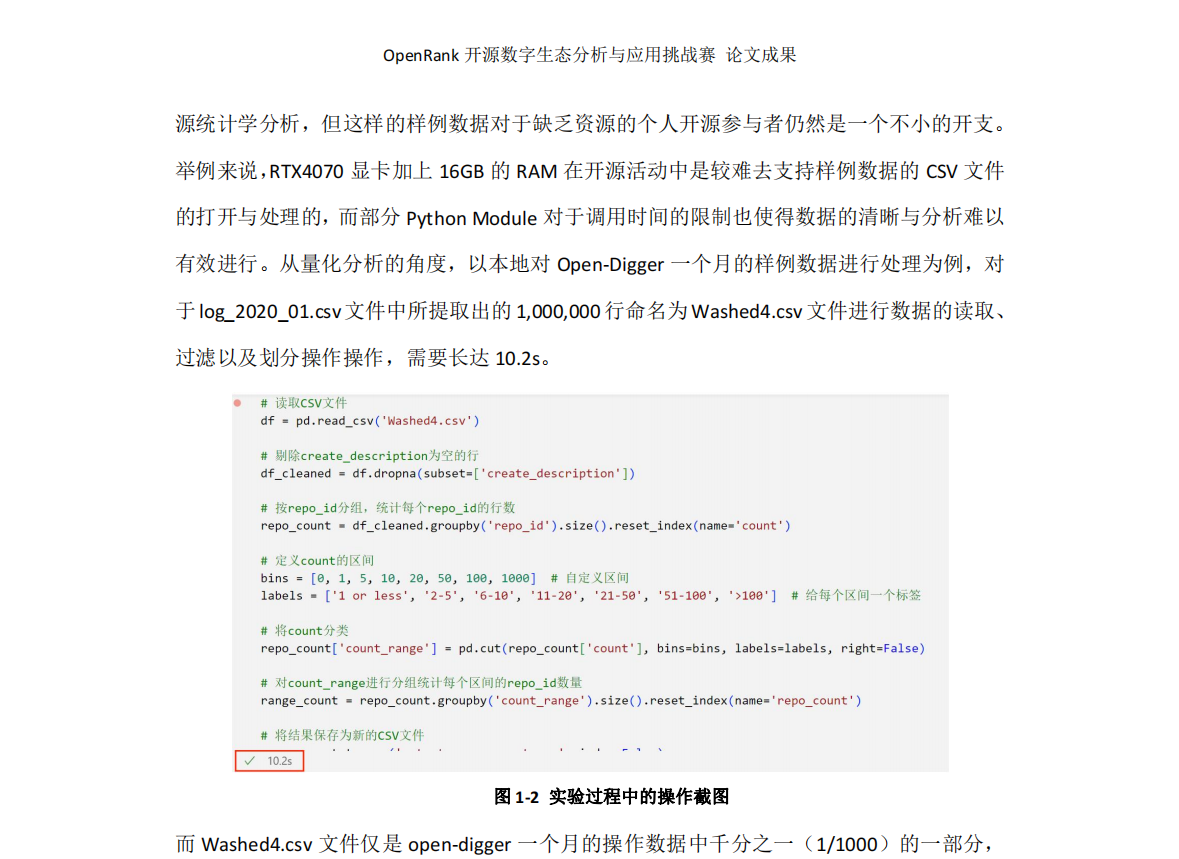 OpenRank 开源数字生态分析与应用挑战赛 论文成果
源统计学分析，但这样的样例数据对于缺乏资源的个人开源参与者仍然是一个不小的开支。
举例来说，RTX4070 显卡加上 16GB 的 RAM 在开源活动中是较难去支持样例数据的 CSV 文件
的打开与处理的，而部分 Python Module 对于调用时间的限制也使得数据的清晰与分析难以
有效进行。从量化分析的角度，以本地对 Open-Digger 一个月的样例数据进行处理为例，对
于 log_2020_01.csv 文件中所提取出的 1,000,000 行命名为 Washed4.csv 文件进行数据的读取、
过滤以及划分操作操作，需要长达 10.2s。
# 读取CSV文件
df = pd.read_csv('Washed4.csv')
# 剔除create_description为空的行
df_cleaned = df.dropna(subset=['create_description'])
# 按repo_id分组，统计每个repo_id的行数
repo_count = df_cleaned.groupby('repo_id').size().reset_index(name='count')
# 定义count的区间
bins = [0, 1, 5, 10, 20, 50, 100, 1000]  # 自定义区间
labels = ['1 or less', '2-5', '6-10', '11-20', '21-50', '51-100', '>100']  # 给每个区间一个标签
# 将count分类
repo_count['count_range'] = pd.cut(repo_count['count'], bins=bins, labels=labels, right=False)
# 对count_range进行分组统计每个区间的repo_id数量
range_count = repo_count.groupby('count_range').size().reset_index(name='repo_count')
# 将结果保存为新的CSV文件
10.2s
图 1-2 实验过程中的操作截图
而 Washed4.csv 文件仅是 open-digger 一个月的操作数据中千分之一（1/1000）的一部分，